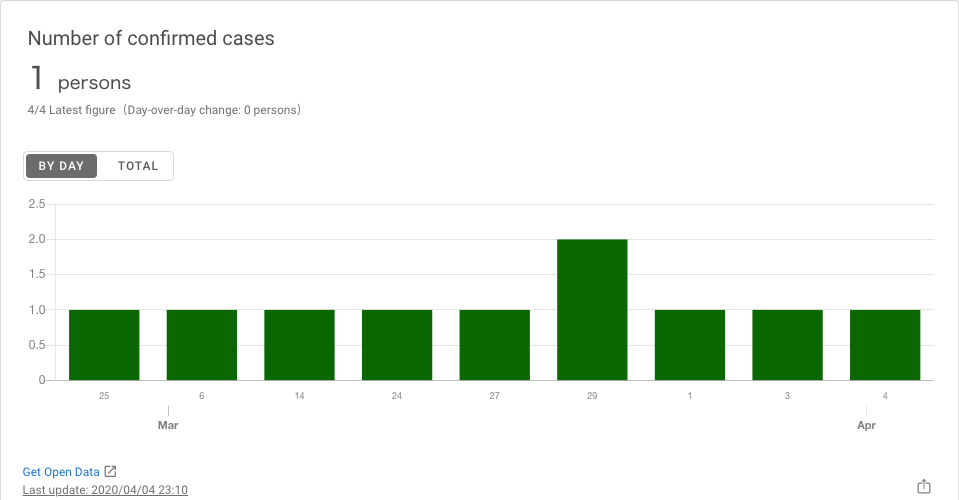 Number of confirmed cases
1 persons
4/4 Latest figure（Day-over-day change: 0 persons）
BY DAY TOTAL
2.5
2.0
1.5
1.0
0.5
0
25 6 14 24 27 29 1 3 4
Mar Apr
Get Open Data
Last update: 2020/04/04 23:10